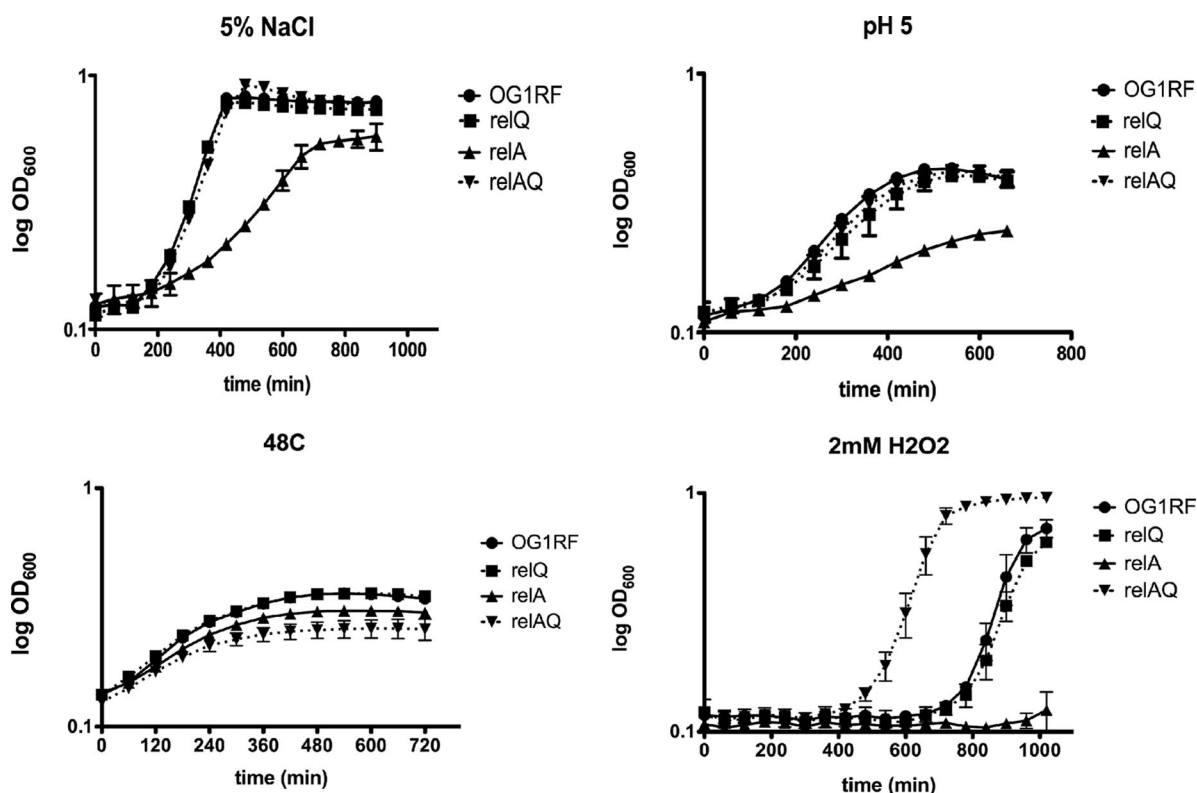 5% NaCl
1
log OD600
0.1
0 200 400 600 800 1000
time (min)
OG1RF
relQ
relA
relAQ
pH 5
1
log OD600
0.1
0 200 400 600 800
time (min)
OG1RF
relQ
relA
relAQ
48C
1
log OD600
0.1
0 120 240 360 480 600 720
time (min)
OG1RF
relQ
relA
relAQ
2mM H2O2
1
log OD600
0.1
0 200 400 600 800 1000
time (min)
OG1RF
relQ
relA
relAQ